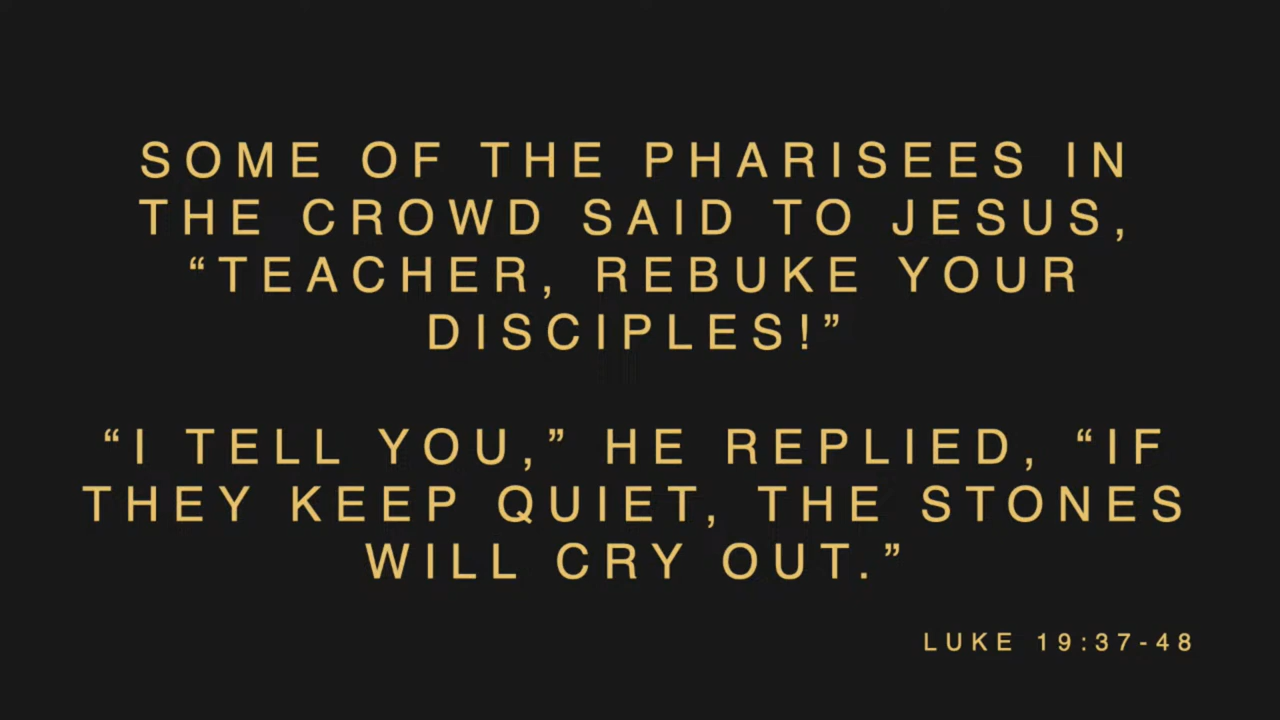 SOME OF THE PHARISEES IN
THE CROWD SAID TO JESUS,
“TEACHER, REBUKE YOUR
DISCIPLES!”
“I TELL YOU,” HE REPLIED, “IF
THEY KEEP QUIET, THE STONES
WILL CRY OUT.”
LUKE 19:37-48